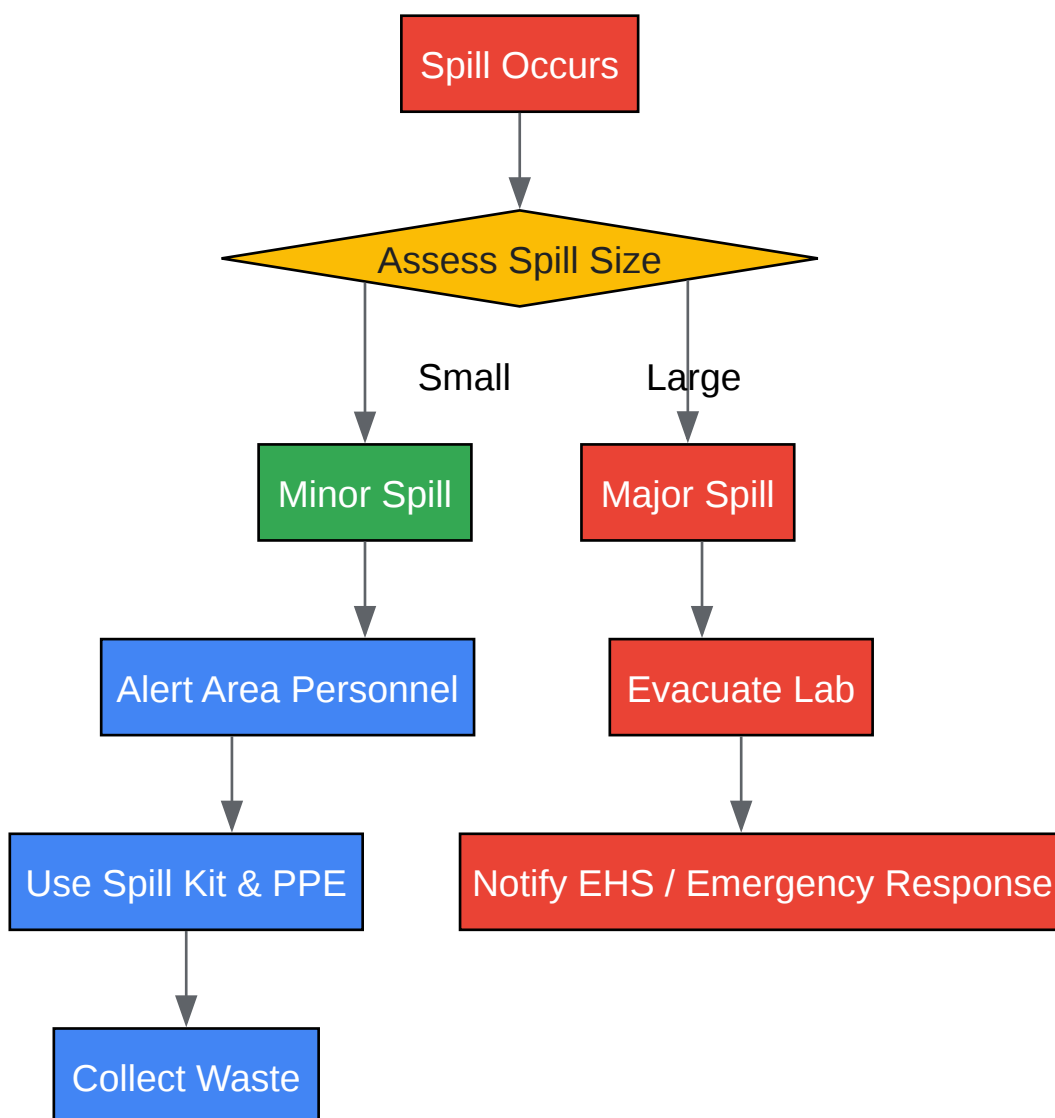 Spill Occurs
Assess Spill Size
Small
Large
Minor Spill
Major Spill
Alert Area Personnel
Evacuate Lab
Use Spill Kit & PPE
Notify EHS / Emergency Response
Collect Waste